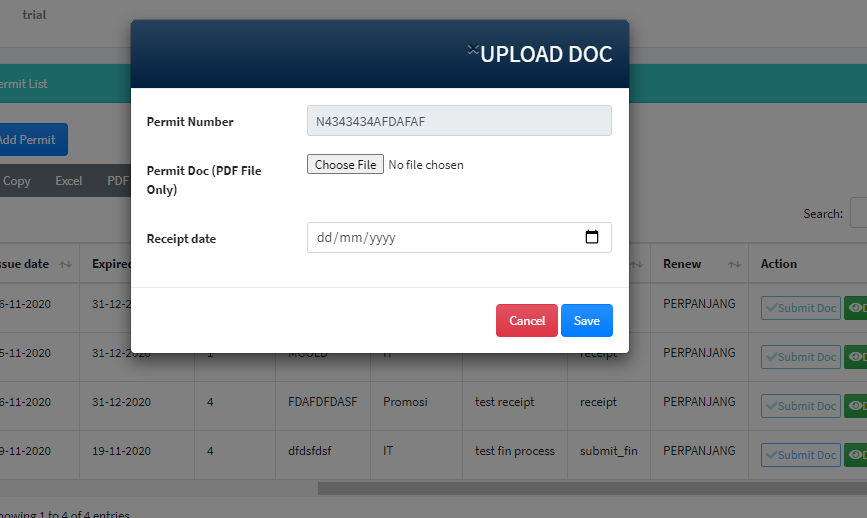 trial
×UPLOAD DOC
ermit List
Permit Number
N4343434AFDAFAF
dd Permit
Permit Doc (PDF File
Only)
Choose File No file chosen
Copy Excel PDF
Search:
Receipt date
dd/mm/yyyy
ssue date Expired Renew Action
Cancel Save
6-11-2020 31-12-2 PERPANJANG Submit Doc
5-11-2020 31-12-2020 1 IT receipt PERPANJANG Submit Doc
6-11-2020 31-12-2020 4 FDAFDFDASF Promosi test receipt receipt PERPANJANG Submit Doc
9-11-2020 19-11-2020 4 dfdsfdsf IT test fin process submit_fin PERPANJANG Submit Doc
howing 1 to 4 of 4 entries